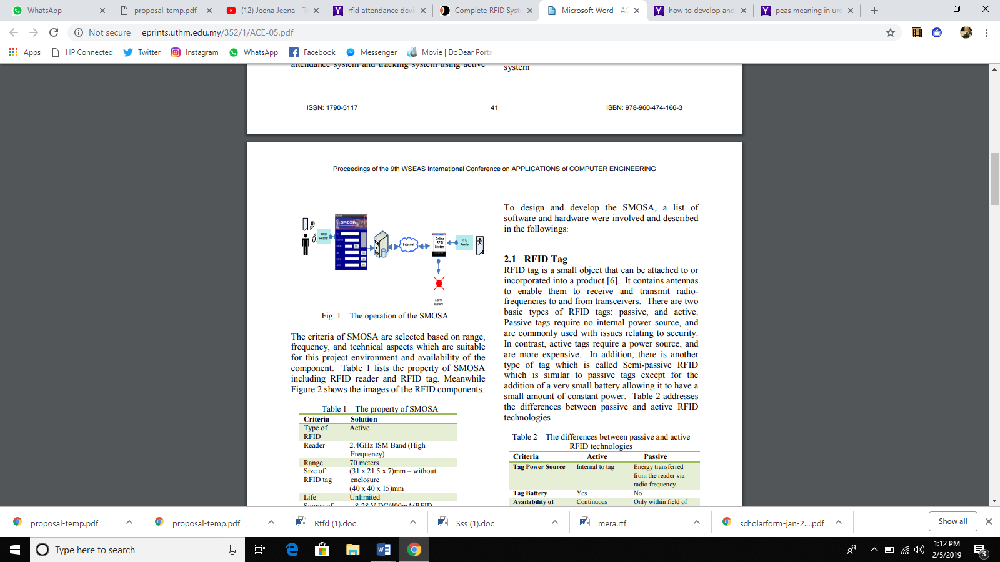 WhatsApp
proposal-temp.pdf
(12) Jeena Jeena - T
rfid attendance devi
Complete RFID Syst
Microsoft Word - AC
how to develop and
peas meaning in urd
Not secure | eprints.uthm.edu.my/352/1/ACE-05.pdf
Apps
HP Connected
Twitter
Instagram
WhatsApp
Facebook
Messenger
Movie | DoDear Porta
attendance system and tracking system using active
system
ISSN: 1790-5117
41
ISBN: 978-960-474-166-3
Proceedings of the 9th WSEAS International Conference on APPLICATIONS of COMPUTER ENGINEERING
RFID
Reader
SMOSA
Internet
Online
RFID
System
RFID
Reader
Alarm
system
Fig. 1: The operation of the SMOSA.
The criteria of SMOSA are selected based on range,
frequency, and technical aspects which are suitable
for this project environment and availability of the
component. Table 1 lists the property of SMOSA
including RFID reader and RFID tag. Meanwhile
Figure 2 shows the images of the RFID components.
Table 1 The property of SMOSA
Criteria Solution
Type of Active
RFID
Reader 2.4GHz ISM Band (High
Frequency)
Range 70 meters
Size of (31 x 21.5 x 7)mm – without
RFID tag enclosure
(40 x 40 x 15)mm
Life Unlimited
Source of - 8-28 V DC/400mA(RFID
To design and develop the SMOSA, a list of
software and hardware were involved and described
in the followings:
2.1 RFID Tag
RFID tag is a small object that can be attached to or
incorporated into a product [6]. It contains antennas
to enable them to receive and transmit radio-
frequencies to and from transceivers. There are two
basic types of RFID tags: passive, and active.
Passive tags require no internal power source, and
are commonly used with issues relating to security.
In contrast, active tags require a power source, and
are more expensive. In addition, there is another
type of tag which is called Semi-passive RFID
which is similar to passive tags except for the
addition of a very small battery allowing it to have a
small amount of constant power. Table 2 addresses
the differences between passive and active RFID
technologies
Table 2 The differences between passive and active
RFID technologies
Criteria Active Passive
Tag Power Source Internal to tag Energy transferred
from the reader via
radio frequency.
Tag Battery Yes No
Availability of Continuous Only within field of
proposal-temp.pdf
proposal-temp.pdf
Rtfd (1).doc
Sss (1).doc
mera.rtf
scholarform-jan-2....pdf
Show all
Type here to search
1:12 PM
2/5/2019
3